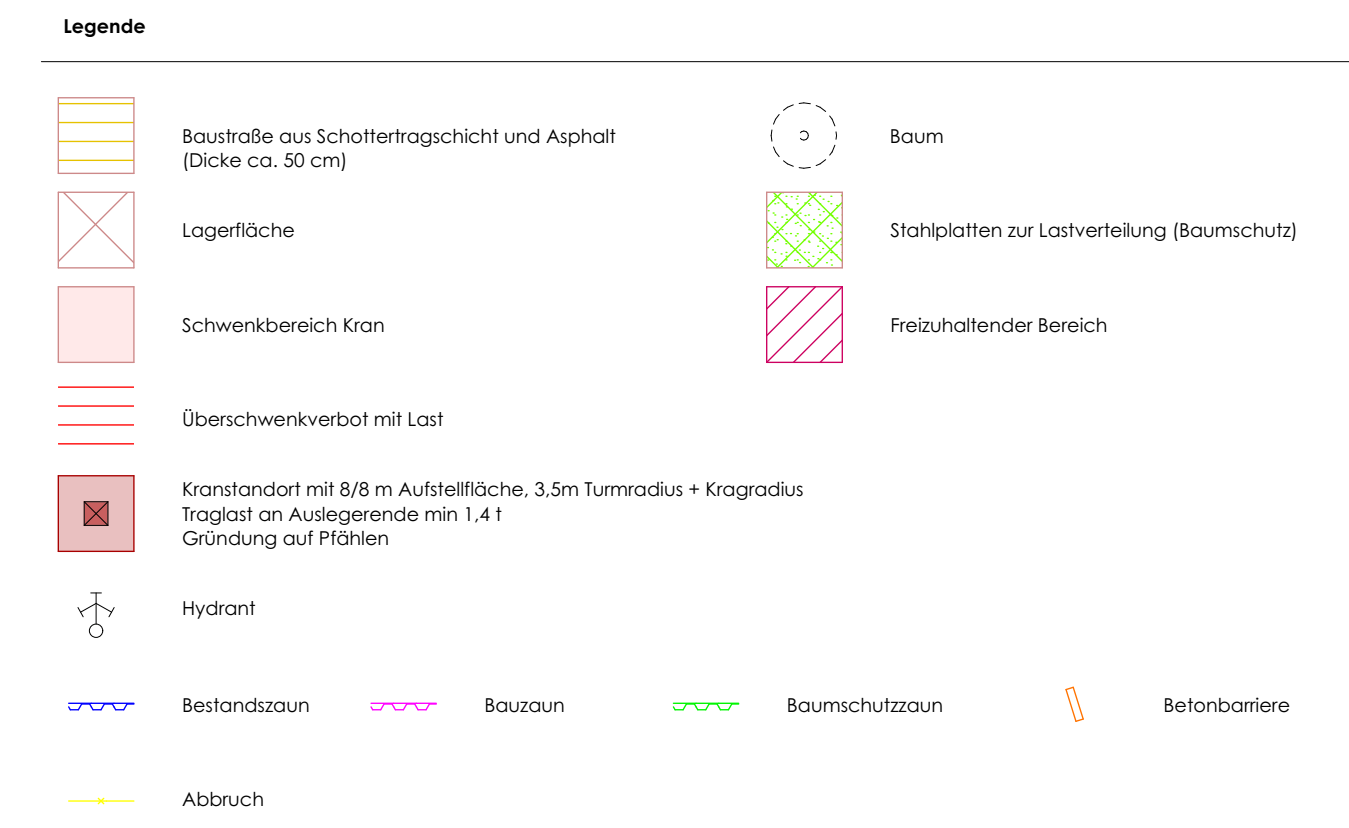 Legende
Baustraße aus Schottertragschicht und Asphalt
(Dicke ca. 50 cm)
Baum
Lagerfläche
Stahlplatten zur Lastverteilung (Baumschutz)
Schwenkbereich Kran
Freizuhaltender Bereich
Überschwenkverbot mit Last
Kranstandort mit 8/8 m Aufstellfläche, 3,5m Turmradius + Kragradius
Traglast an Auslegerende min 1,4 t
Gründung auf Pfählen
Hydrant
Bestandszaun
Bauzaun
Baumschutzzaun
Betonbarriere
Abbruch